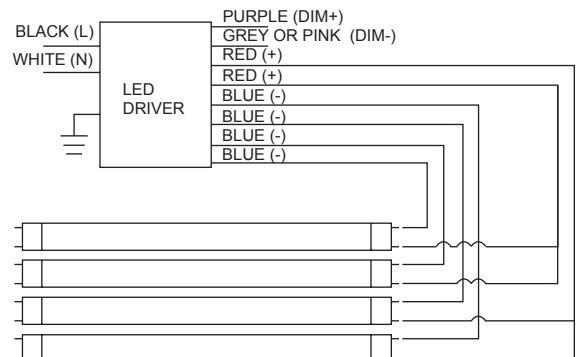 PURPLE (DIM+)
BLACK (L)
GREY OR PINK (DIM-)
RED (+)
WHITE (N)
RED (+)
LED
DRIVER
BLUE (-)
BLUE (-)
BLUE (-)
BLUE (-)